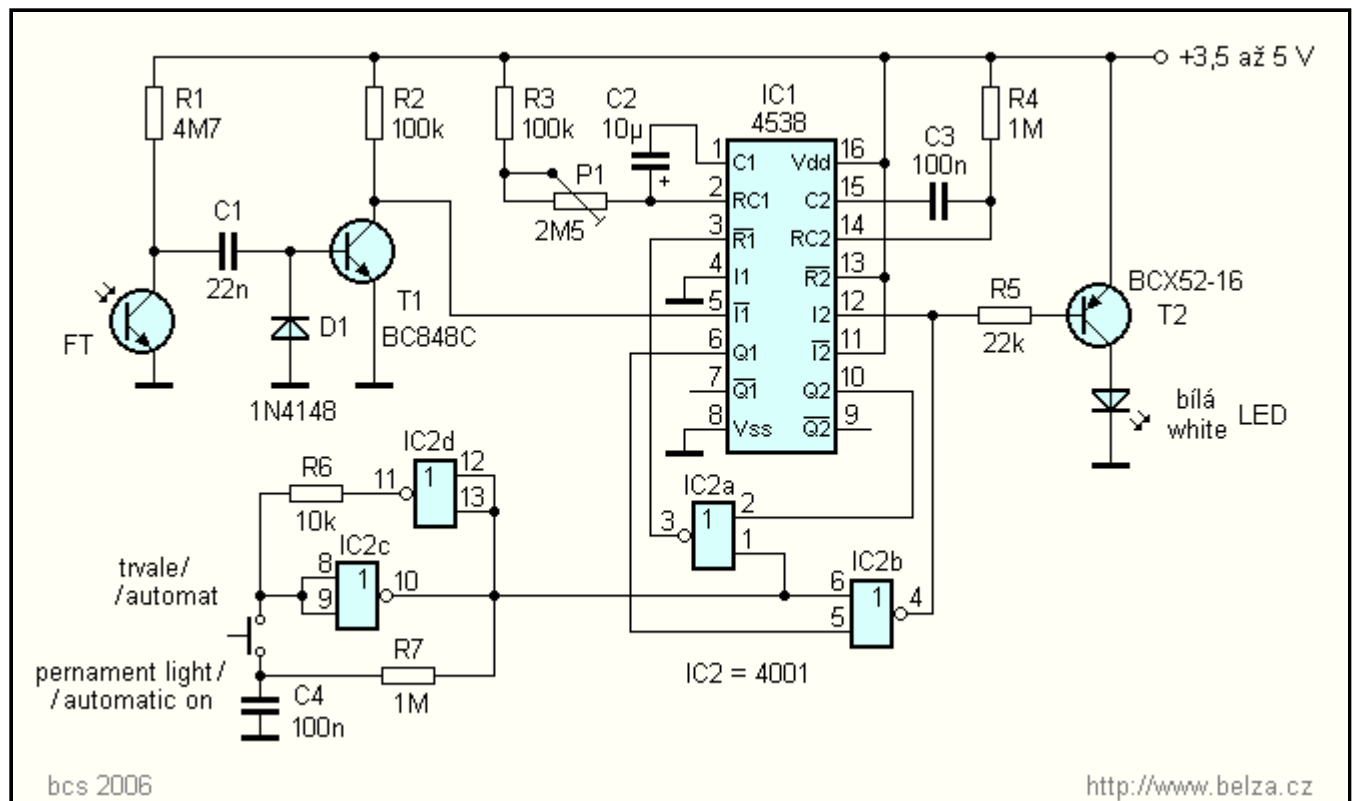 +3,5 až 5 V
R1
4M7
R2
100k
R3
100k
C2
10µ
+
P1
2M5
IC1
4538
R4
1M
C3
100n
1
C1
Vdd
16
2
RC1
C2
15
3
R1
RC2
14
4
I1
R2
13
5
I1
I2
12
6
Q1
I2
11
7
Q1
Q2
10
8
Vss
Q2
9
C1
22n
FT
D1
1N4148
T1
BC848C
R5
22k
BCX52-16
T2
bílá
white
LED
R6
10k
IC2d
11
1
12
13
IC2c
8
9
1
10
IC2a
3
1
2
1
IC2b
6
5
1
4
trvale/
/automat
pernament light/
/automatic on
R7
1M
C4
100n
IC2 = 4001
bcs 2006
http://www.belza.cz